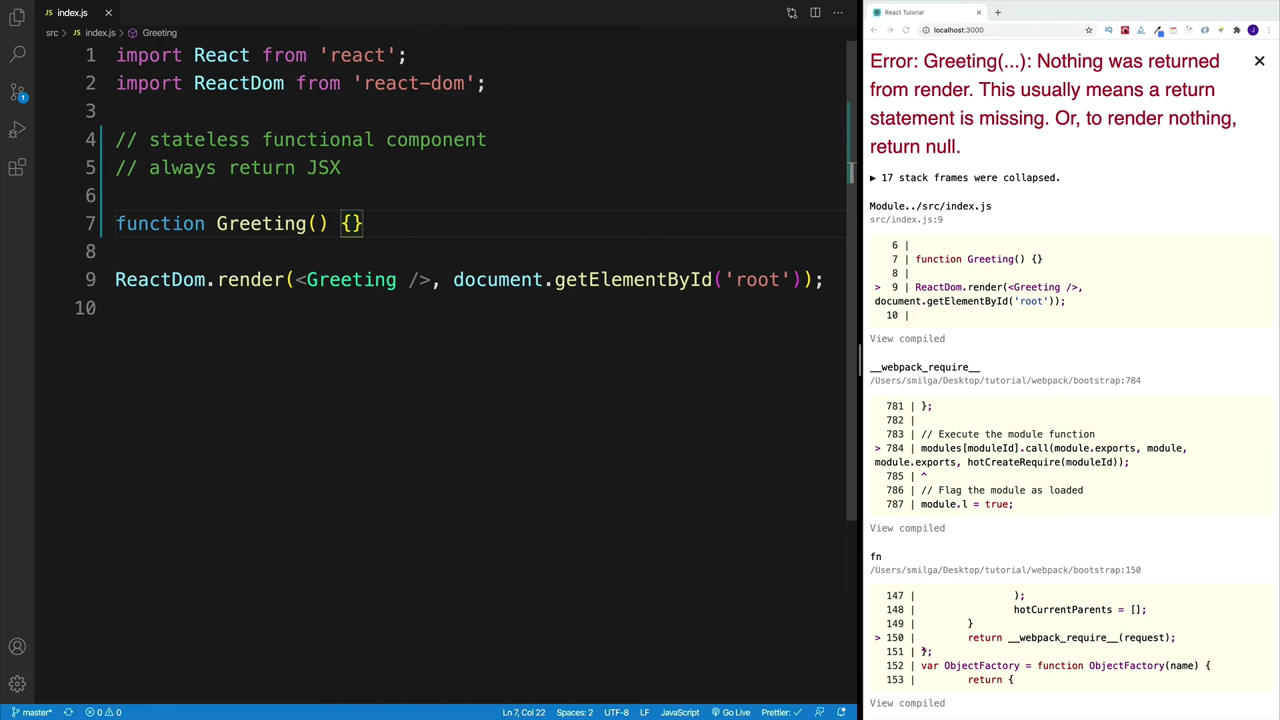 index.js
src > index.js > Greeting
1 import React from 'react';
2 import ReactDom from 'react-dom';
3
4 // stateless functional component
5 // always return JSX
6
7 function Greeting() {}
8
9 ReactDom.render(<Greeting />, document.getElementById('root'));
10
1
master* 0 0 Ln 7, Col 22 Spaces: 2 UTF-8 LF JavaScript Go Live Prettier: ✓
React Tutorial
localhost:3000
Error: Greeting(...): Nothing was returned
from render. This usually means a return
statement is missing. Or, to render nothing,
return null.
▶ 17 stack frames were collapsed.
Module../src/index.js
src/index.js:9
6 |
7 | function Greeting() {}
8 |
> 9 | ReactDom.render(<Greeting />,
document.getElementById('root'));
10 |
View compiled
__webpack_require__
/Users/smilga/Desktop/tutorial/webpack/bootstrap:784
781 | };
782 |
783 | // Execute the module function
> 784 | modules[moduleId].call(module.exports, module,
module.exports, hotCreateRequire(moduleId));
785 | ^
786 | // Flag the module as loaded
787 | module.l = true;
View compiled
fn
/Users/smilga/Desktop/tutorial/webpack/bootstrap:150
147 | );
148 | hotCurrentParents = [];
149 | }
> 150 | return __webpack_require__(request);
151 | };
152 | var ObjectFactory = function ObjectFactory(name) {
153 | return {
View compiled